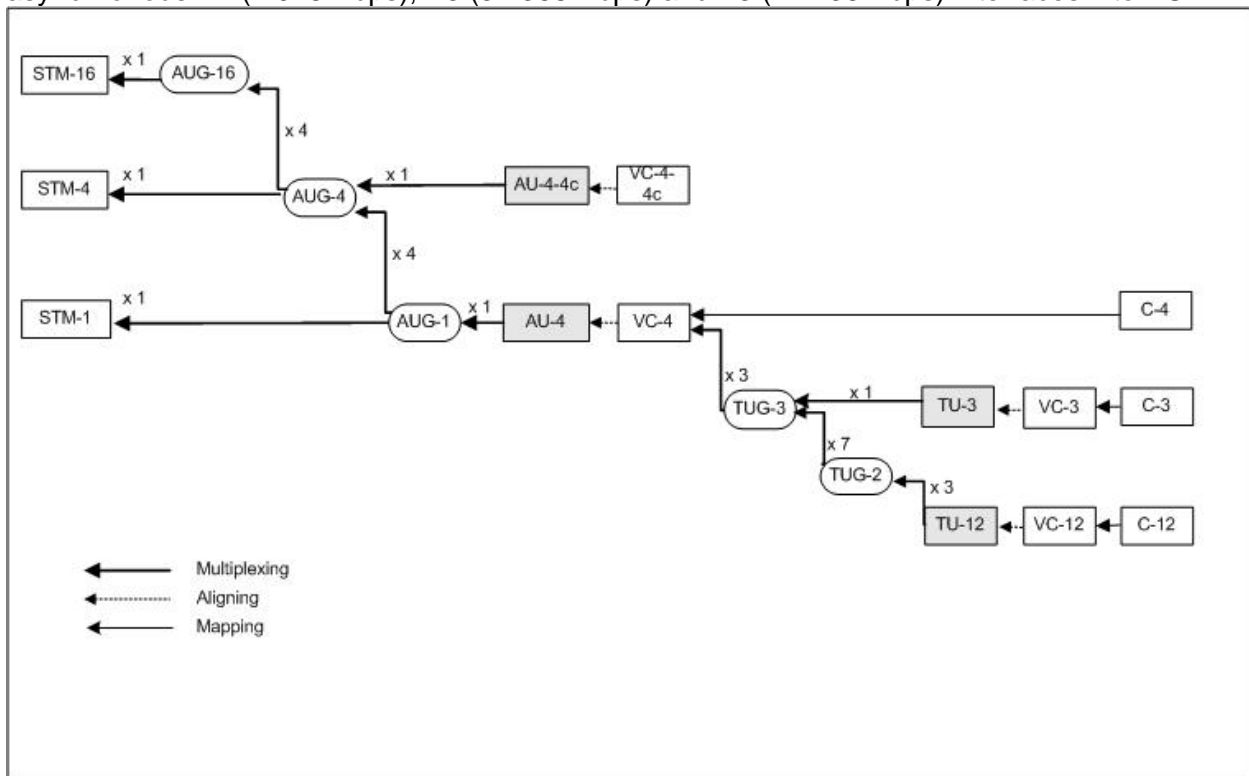 x 1
STM-16
AUG-16
x 4
x 1
x 1
STM-4
AUG-4
AU-4-4c
VC-4-
4c
x 4
x 1
x 1
STM-1
AUG-1
AU-4
VC-4
C-4
x 3
x 1
TUG-3
TU-3
VC-3
C-3
x 7
TUG-2
x 3
TU-12
VC-12
C-12
Multiplexing
Aligning
Mapping